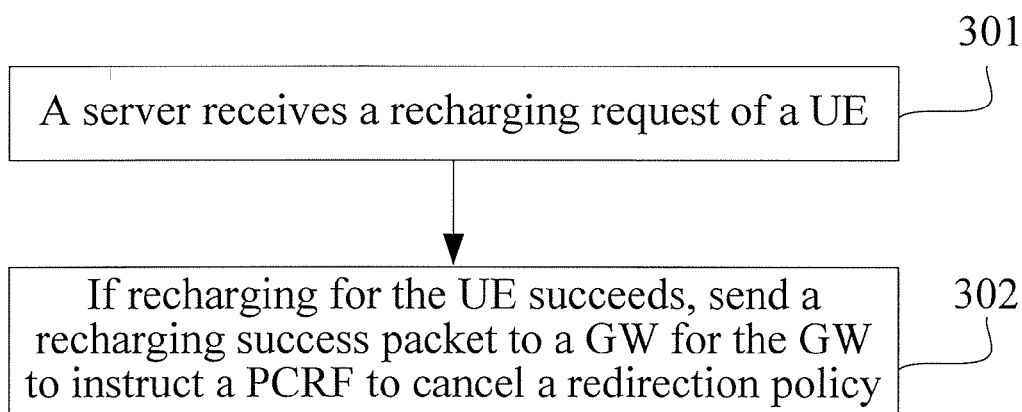 301
A server receives a recharging request of a UE
If recharging for the UE succeeds, send a
recharging success packet to a GW for the GW
to instruct a PCRF to cancel a redirection policy
302